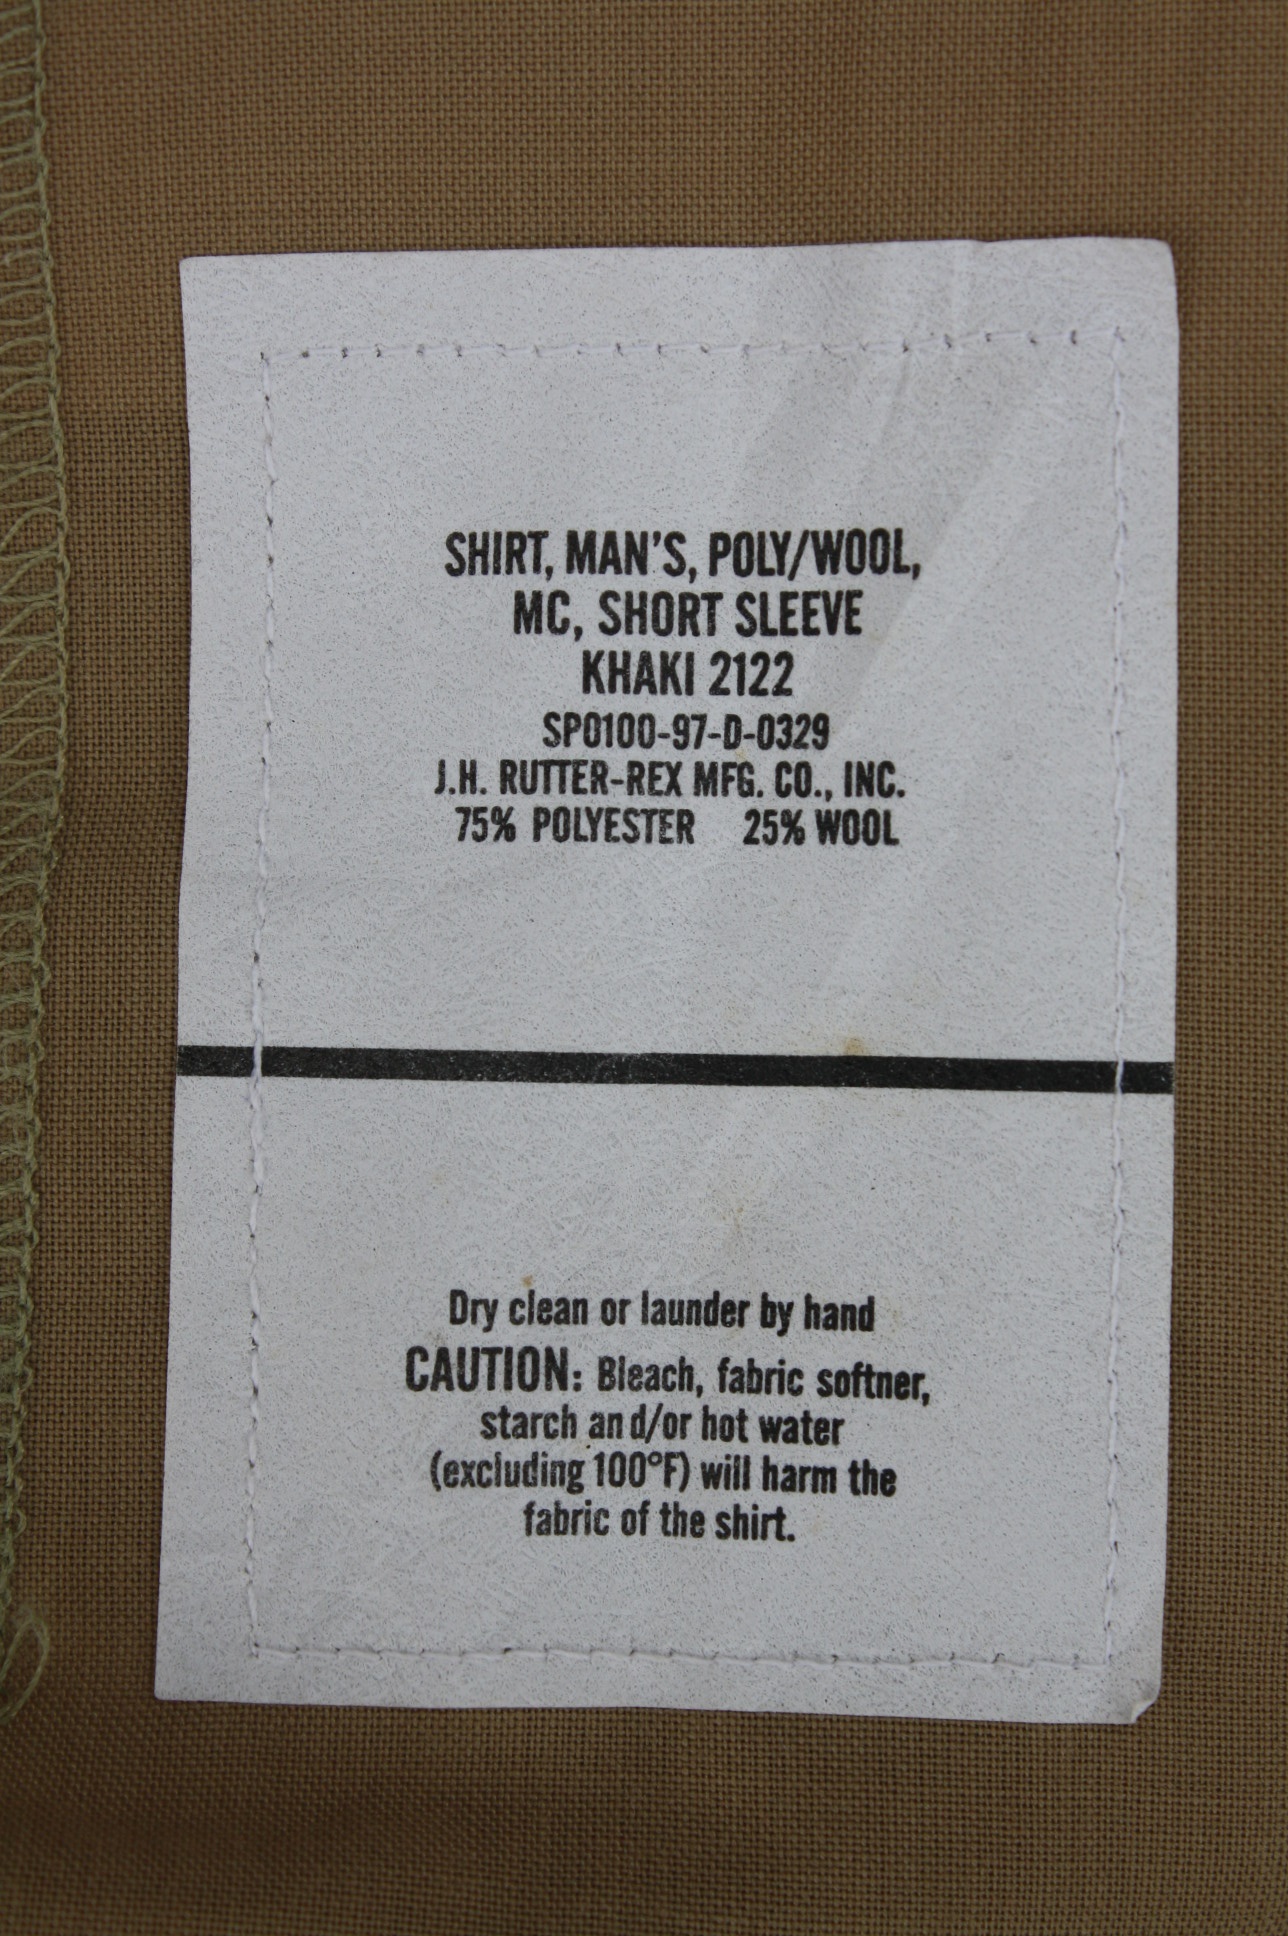 SHIRT, MAN'S, POLY/WOOL,
MC, SHORT SLEEVE
KHAKI 2122
SP0100-97-D-0329
J.H. RUTTER-REX MFG. CO., INC.
75% POLYESTER 25% WOOL
Dry clean or launder by hand
CAUTION: Bleach, fabric softner,
starch and/or hot water
(excluding 100°F) will harm the
fabric of the shirt.